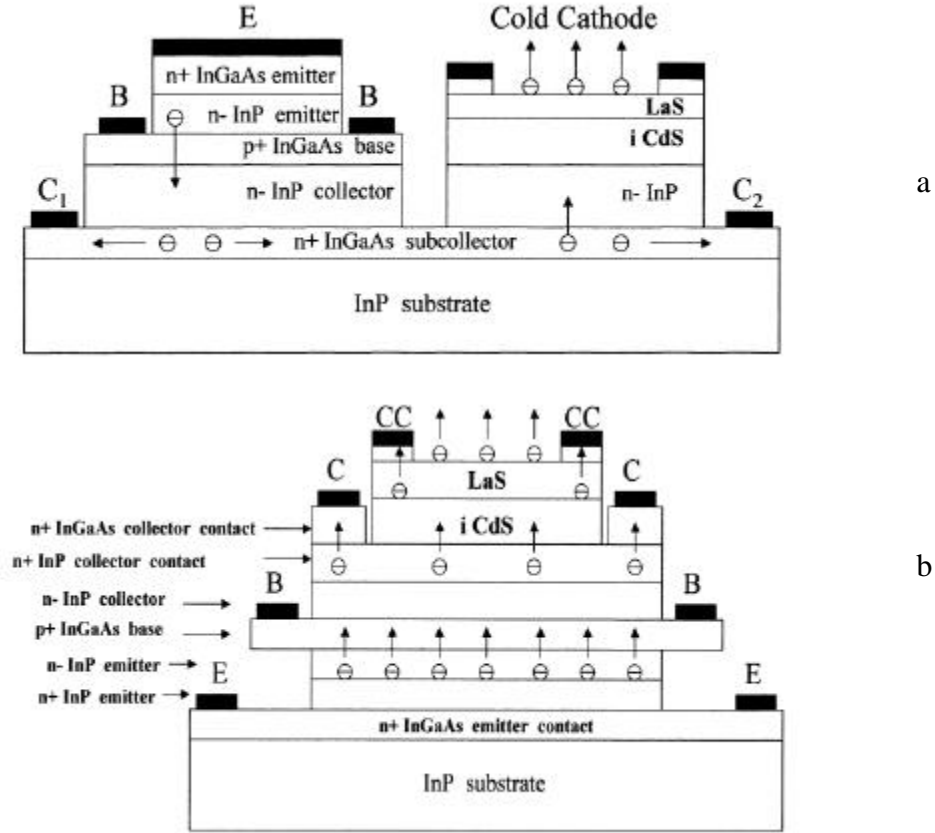 E
Cold Cathode
n+ InGaAs emitter
B
n- InP emitter
B
LaS
p+ InGaAs base
i CdS
a
C1
n- InP collector
n- InP
C2
n+ InGaAs subcollector
InP substrate
CC
CC
C
LaS
C
n+ InGaAs collector contact
i CdS
n+ InP collector contact
b
n- InP collector
B
B
p+ InGaAs base
n- InP emitter
E
E
n+ InP emitter
n+ InGaAs emitter contact
InP substrate